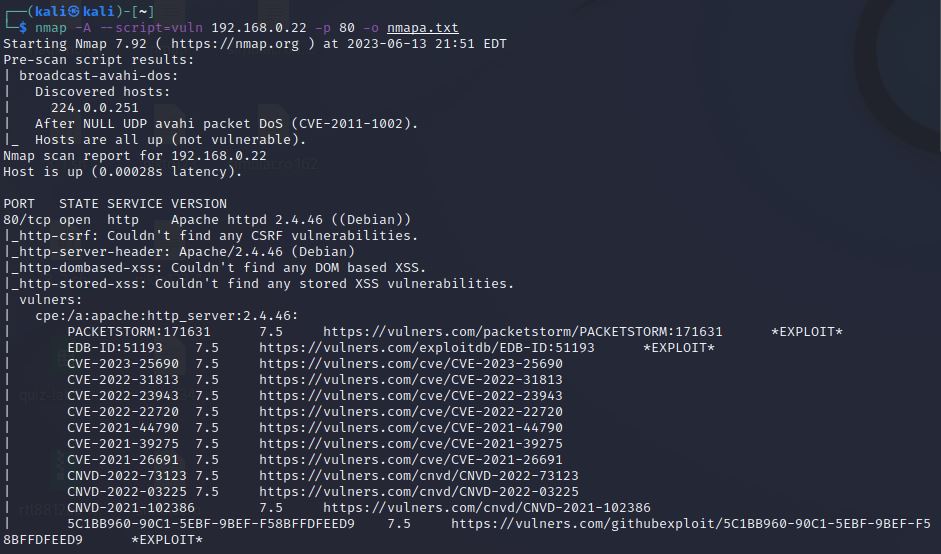 ┌──(kali㉿kali)-[~]
└─$ nmap -A --script=vuln 192.168.0.22 -p 80 -o nmapa.txt
Starting Nmap 7.92 ( https://nmap.org ) at 2023-06-13 21:51 EDT
Pre-scan script results:
| broadcast-avahi-dos:
|   Discovered hosts:
|     224.0.0.251
|   After NULL UDP avahi packet DoS (CVE-2011-1002).
|_  Hosts are all up (not vulnerable).
Nmap scan report for 192.168.0.22
Host is up (0.00028s latency).
PORT   STATE SERVICE VERSION
80/tcp open  http    Apache httpd 2.4.46 ((Debian))
|_http-csrf: Couldn't find any CSRF vulnerabilities.
|_http-server-header: Apache/2.4.46 (Debian)
|_http-dombased-xss: Couldn't find any DOM based XSS.
|_http-stored-xss: Couldn't find any stored XSS vulnerabilities.
| vulners:
|   cpe:/a:apache:http_server:2.4.46:
|       PACKETSTORM:171631      7.5     https://vulners.com/packetstorm/PACKETSTORM:171631      *EXPLOIT*
|       EDB-ID:51193    7.5     https://vulners.com/exploitdb/EDB-ID:51193      *EXPLOIT*
|       CVE-2023-25690  7.5     https://vulners.com/cve/CVE-2023-25690
|       CVE-2022-31813  7.5     https://vulners.com/cve/CVE-2022-31813
|       CVE-2022-23943  7.5     https://vulners.com/cve/CVE-2022-23943
|       CVE-2022-22720  7.5     https://vulners.com/cve/CVE-2022-22720
|       CVE-2021-44790  7.5     https://vulners.com/cve/CVE-2021-44790
|       CVE-2021-39275  7.5     https://vulners.com/cve/CVE-2021-39275
|       CVE-2021-26691  7.5     https://vulners.com/cve/CVE-2021-26691
|       CNVD-2022-73123 7.5     https://vulners.com/cnvd/CNVD-2022-73123
|       CNVD-2022-03225 7.5     https://vulners.com/cnvd/CNVD-2022-03225
|       CNVD-2021-102386        7.5     https://vulners.com/cnvd/CNVD-2021-102386
|       5C1BB960-90C1-5EBF-9BEF-F58BFFDFEED9    7.5     https://vulners.com/githubexploit/5C1BB960-90C1-5EBF-9BEF-F5
8BFFDFEED9      *EXPLOIT*